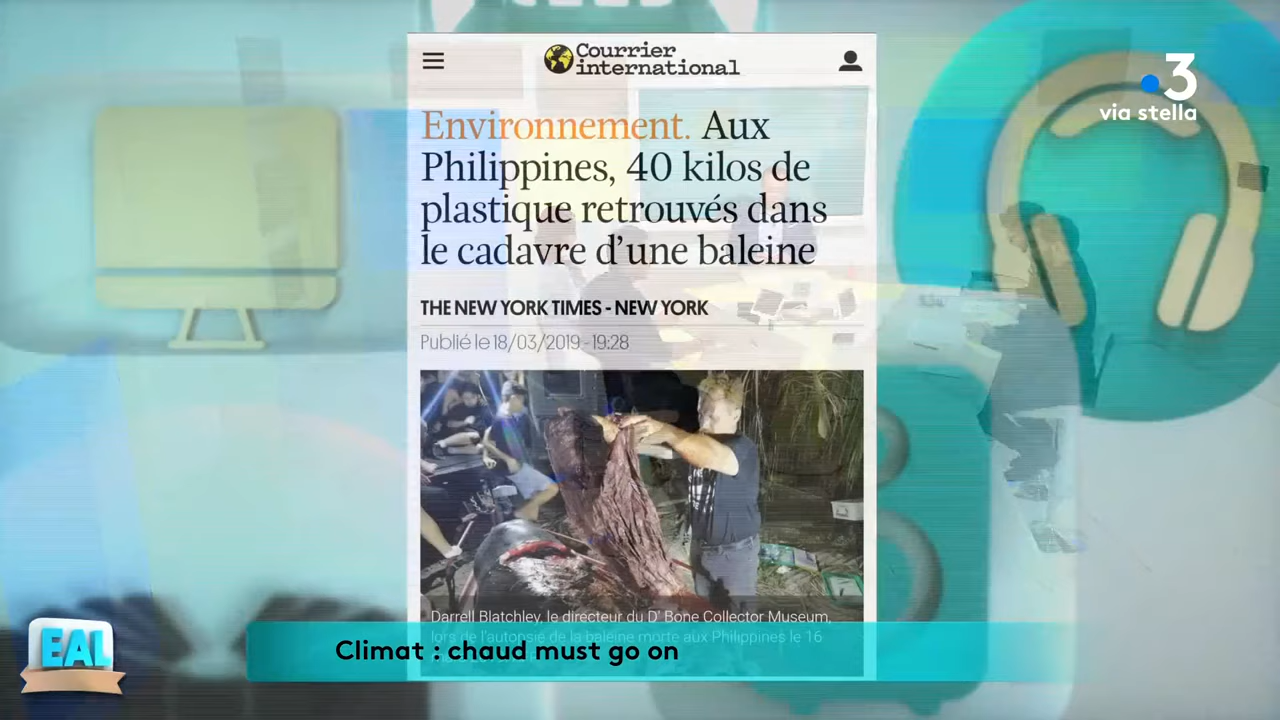 Courrier
international
3
via stella
Environnement. Aux
Philippines, 40 kilos de
plastique retrouvés dans
le cadavre d'une baleine
THE NEW YORK TIMES - NEW YORK
Publié le 18/03/2019 - 19:28
Darrell Blatchley, le directeur du D' Bone Collector Museum,
lors de l'autopsie de la baleine morte aux Philippines le 16
EAL
Climat : chaud must go on